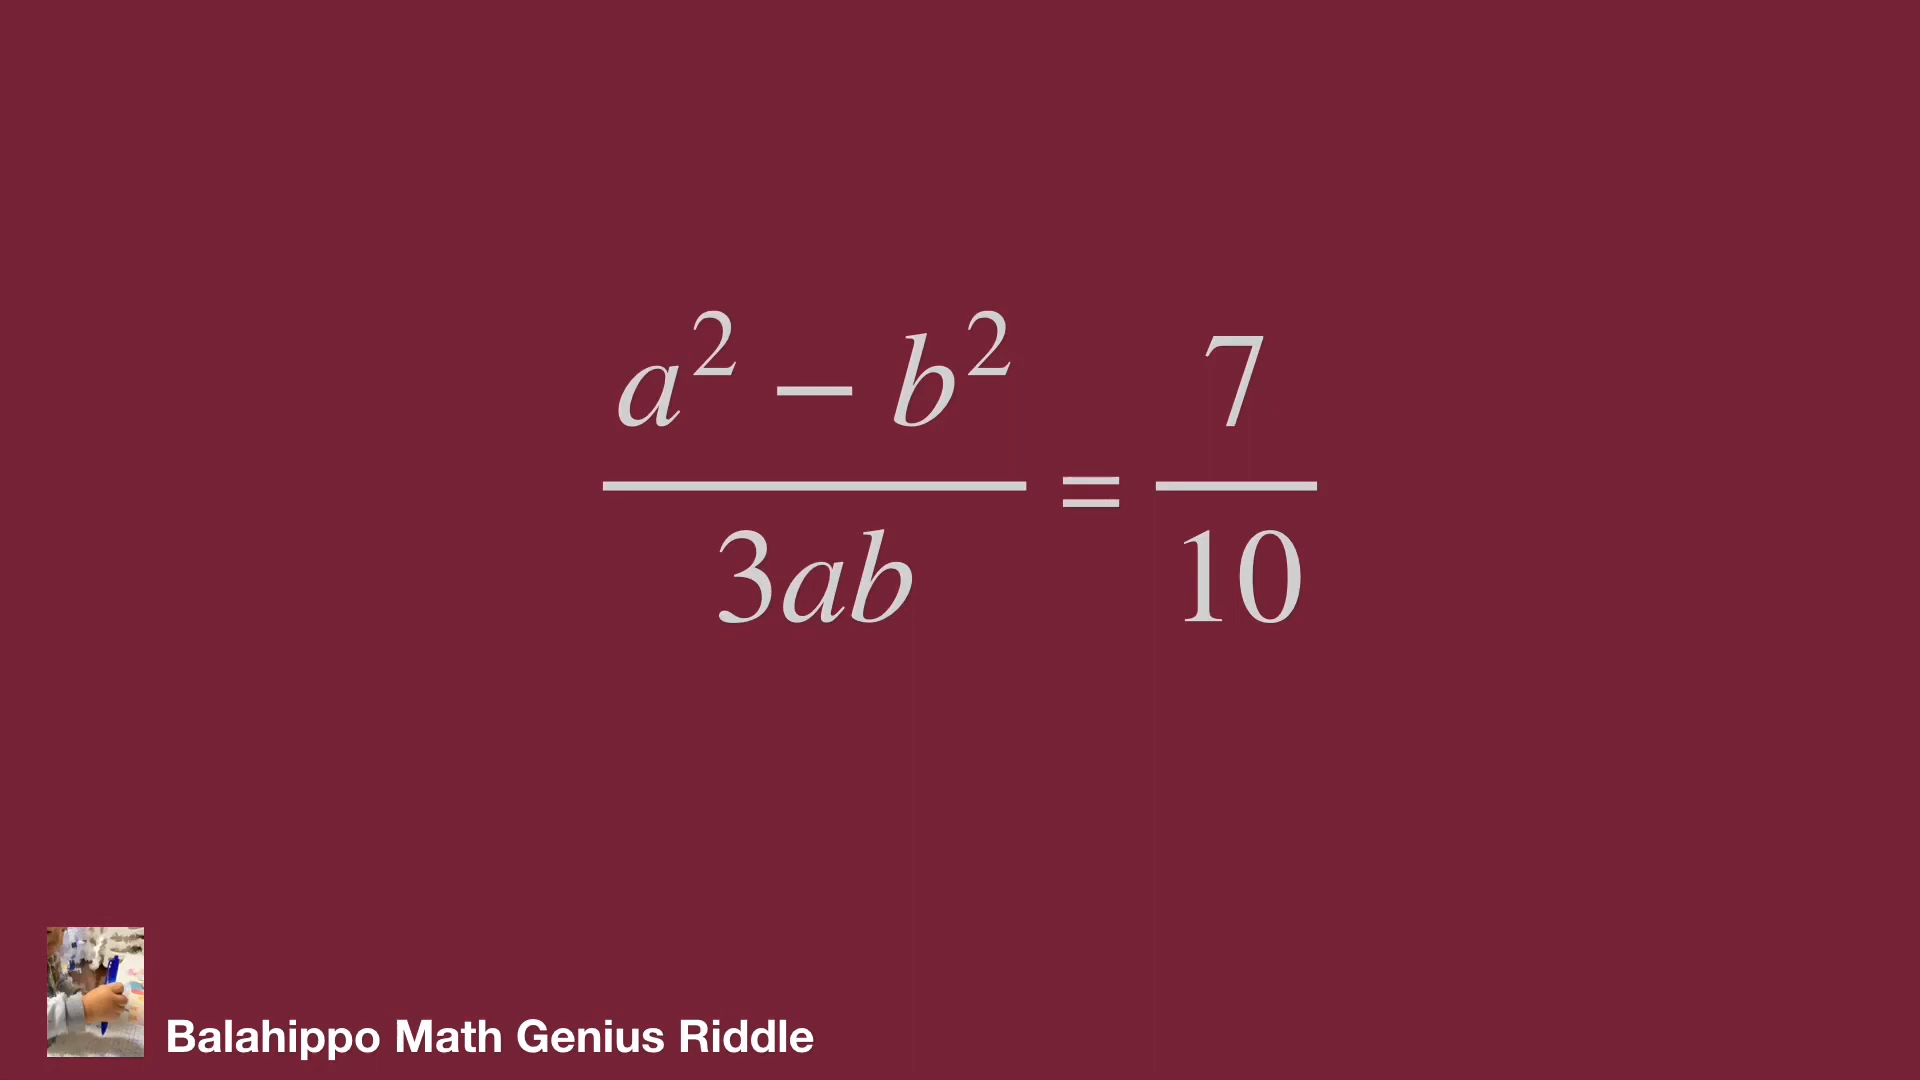 a² − b² / 3ab = 7 / 10
Balahippo Math Genius Riddle